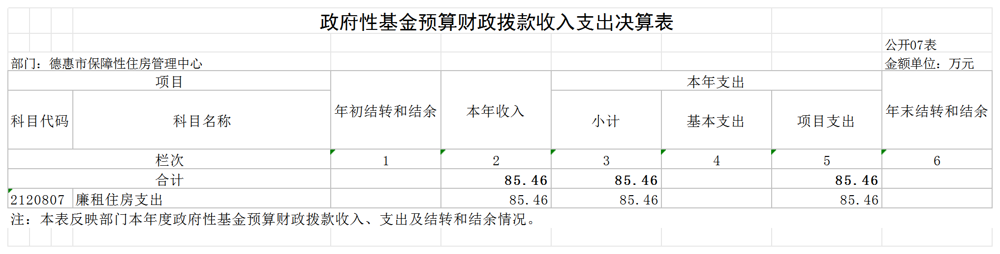 政府性基金预算财政拨款收入支出决算表
公开07表
部门：德惠市保障性住房管理中心 金额单位：万元
项目 年初结转和结余 本年收入 本年支出 年末结转和结余
科目代码 科目名称 小计 基本支出 项目支出
栏次 1 2 3 4 5 6
合计 85.46 85.46 85.46
2120807 廉租住房支出 85.46 85.46 85.46
注：本表反映部门本年度政府性基金预算财政拨款收入、支出及结转和结余情况。